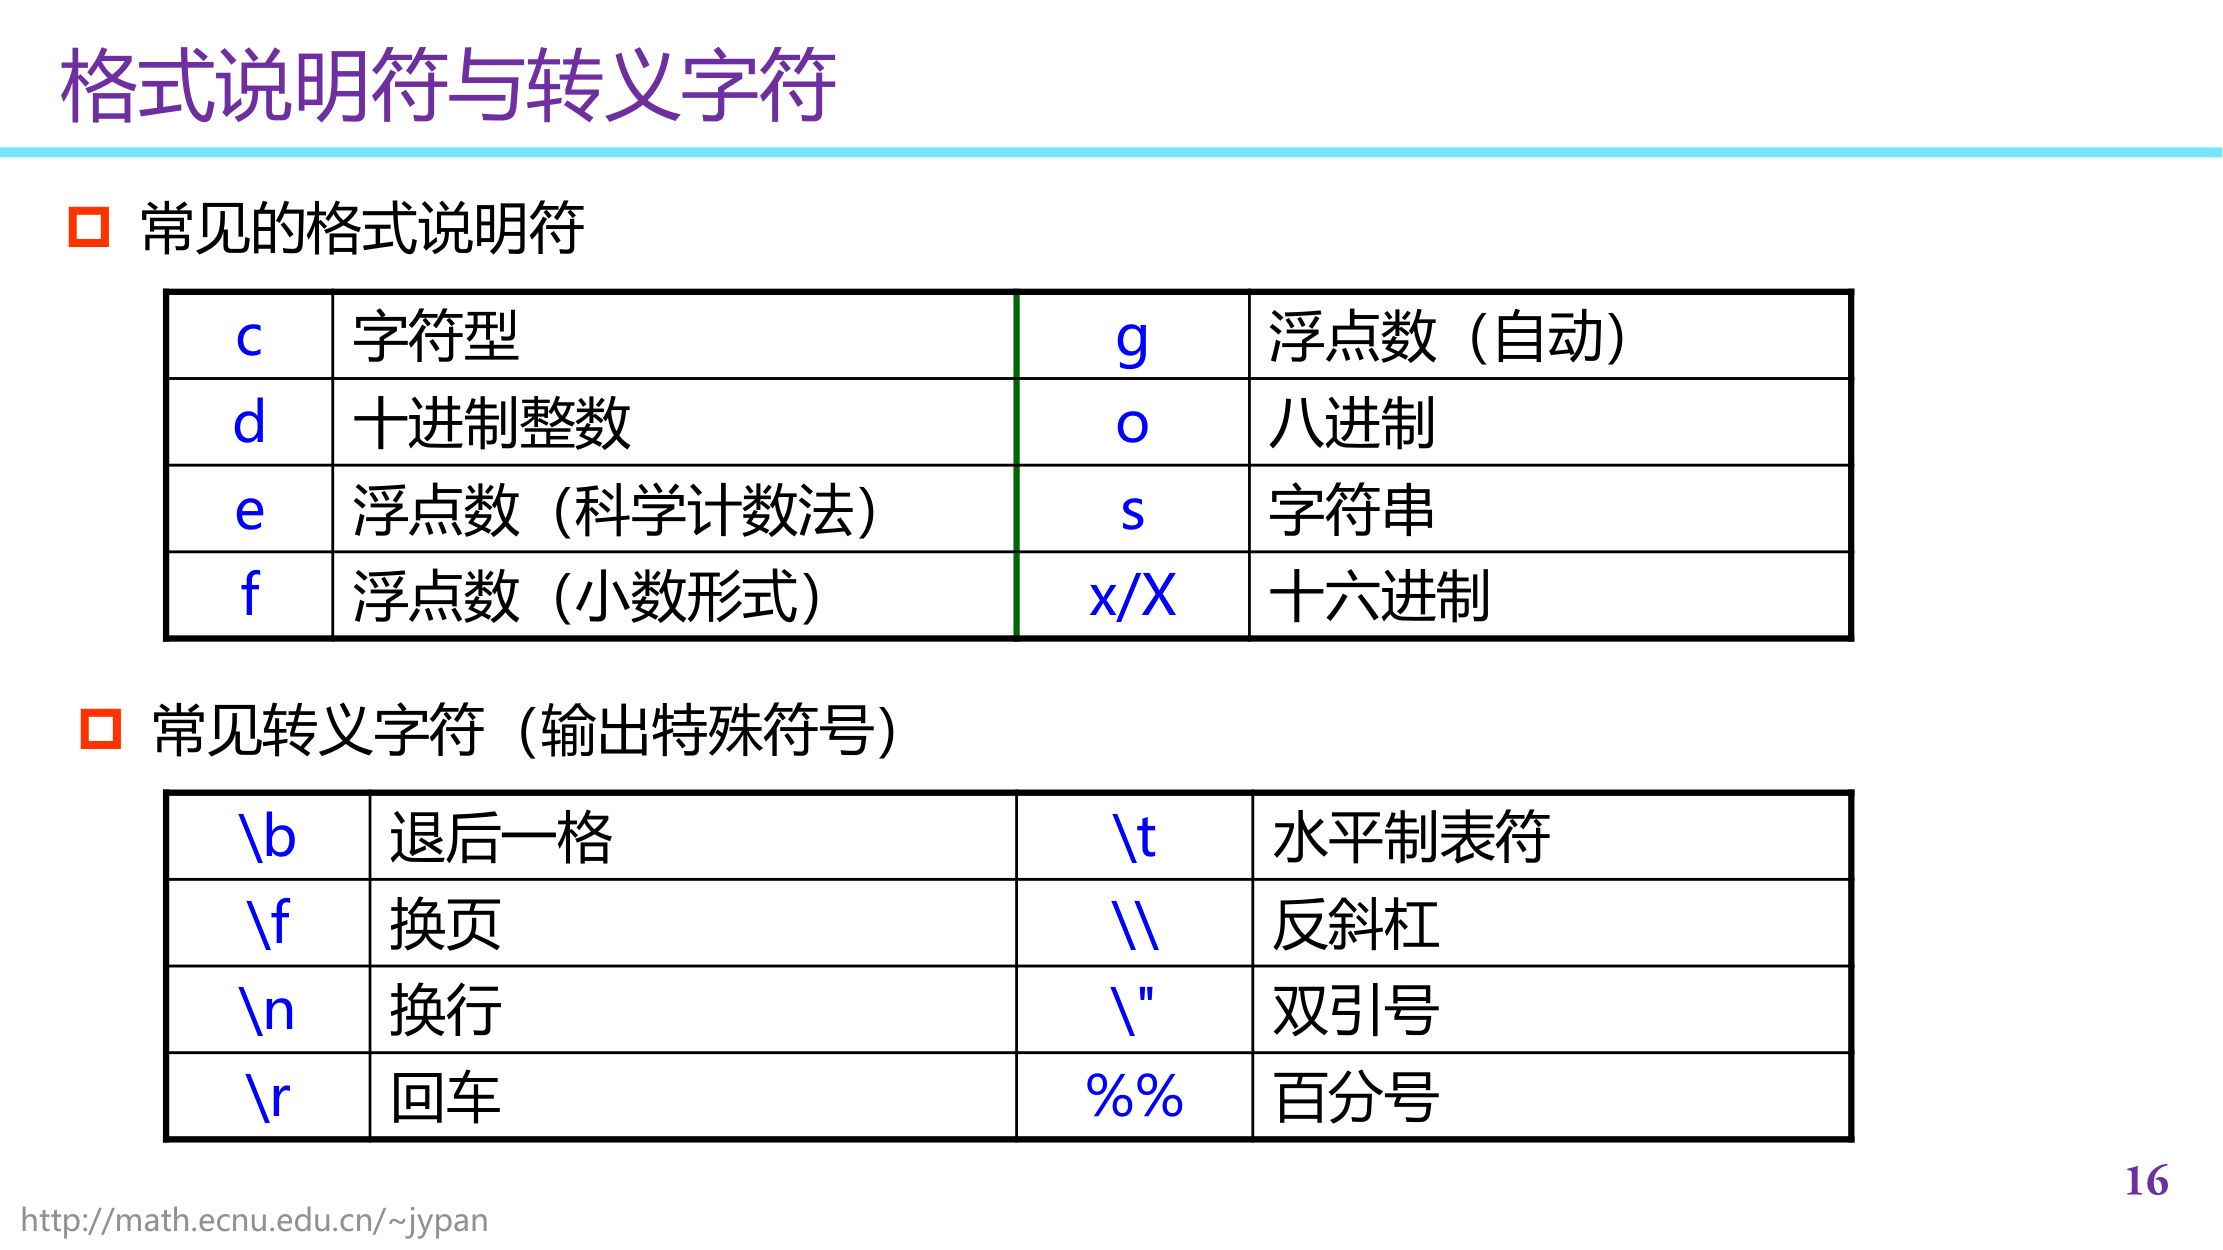 格式说明符与转义字符
常见的格式说明符
c 字符型 g 浮点数（自动）
d 十进制整数 o 八进制
e 浮点数（科学计数法） s 字符串
f 浮点数（小数形式） x/X 十六进制
常见转义字符（输出特殊符号）
\b 退后一格 \t 水平制表符
\f 换页 \\ 反斜杠
\n 换行 \" 双引号
\r 回车 %% 百分号
16
http://math.ecnu.edu.cn/~jypan